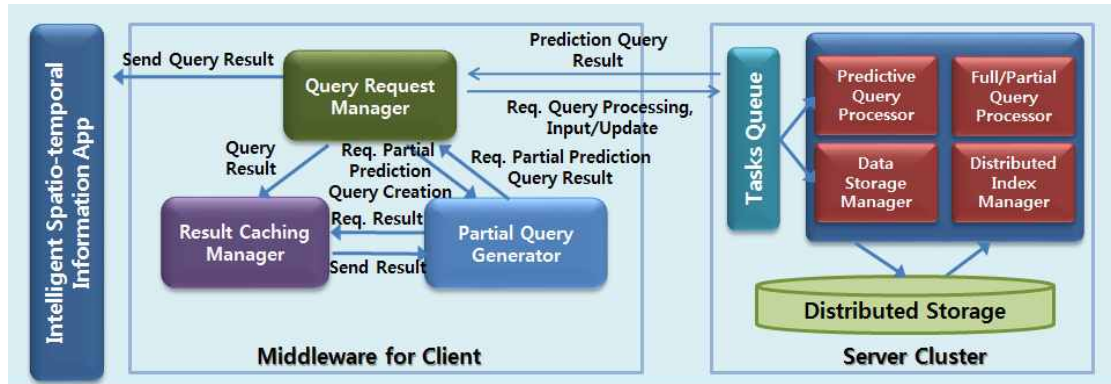 Intelligent Spatio-temporal
Information App
Send Query Result
Query Request
Manager
Prediction Query
Result
Req. Query Processing,
Input/Update
Query
Result
Req. Partial
Prediction
Query Creation
Req. Partial Prediction
Query Result
Result Caching
Manager
Req. Result
Send Result
Partial Query
Generator
Middleware for Client
Tasks Queue
Predictive
Query
Processor
Full/Partial
Query
Processor
Data
Storage
Manager
Distributed
Index
Manager
Distributed Storage
Server Cluster